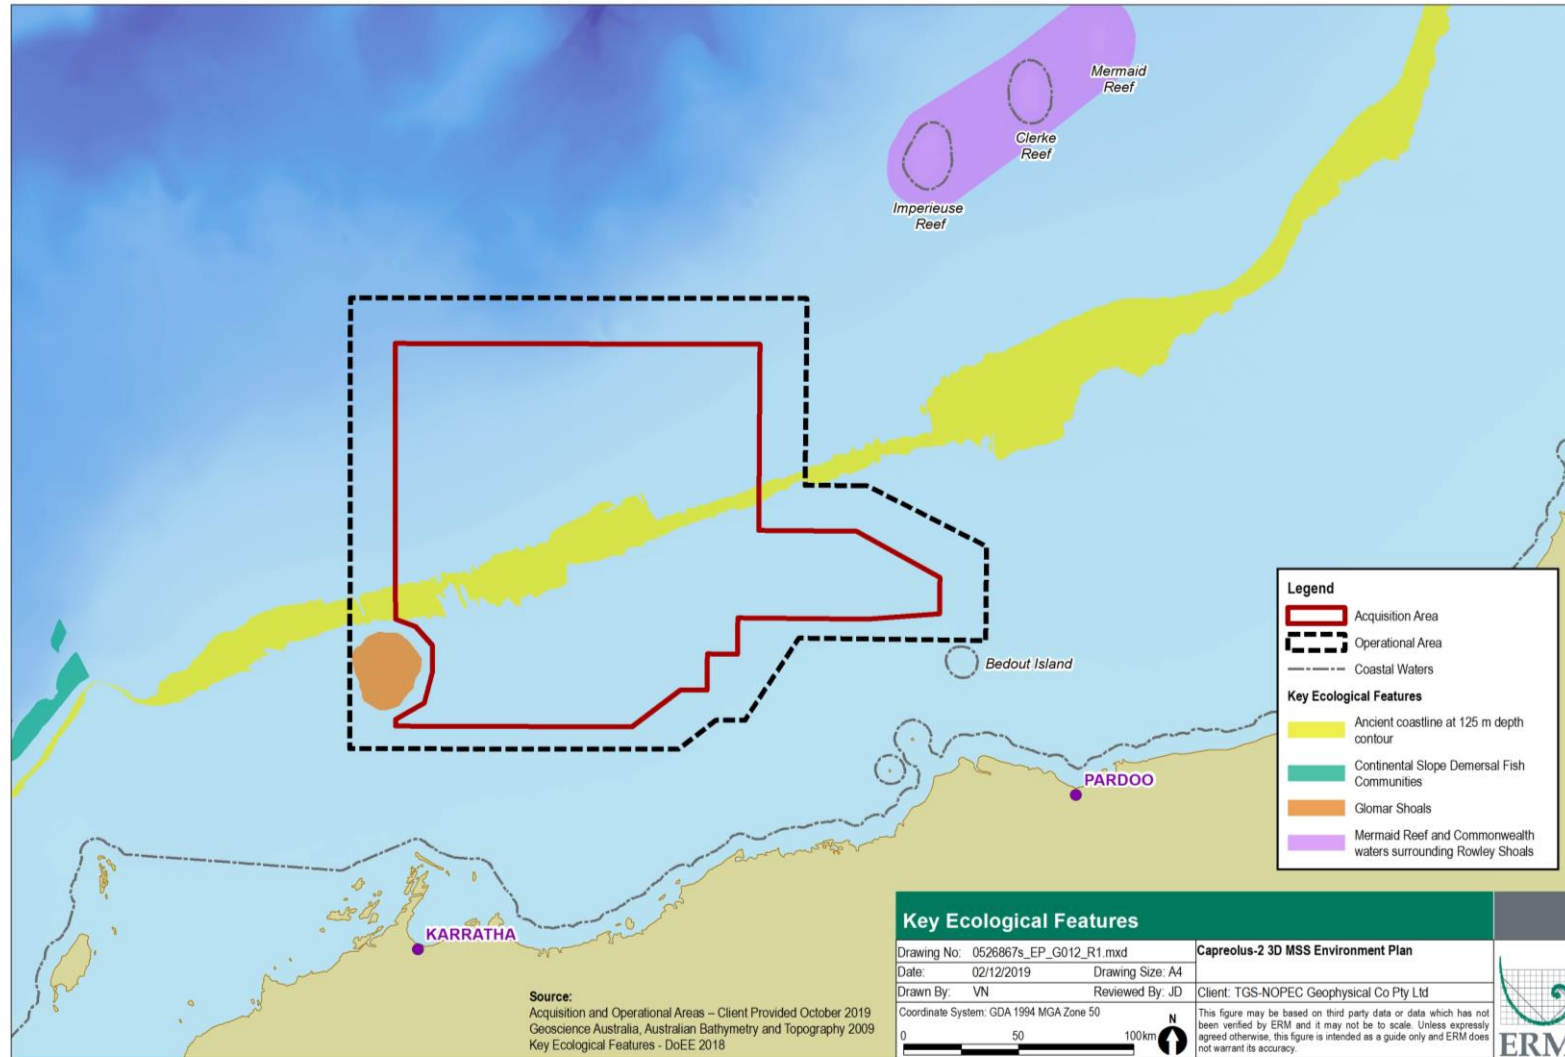 Mermaid
Reef
Clerke
Reef
Imperieuse
Reef
Bedout Island
PARDOO
KARRATHA
Legend
Acquisition Area
Operational Area
Coastal Waters
Key Ecological Features
Ancient coastline at 125 m depth
contour
Continental Slope Demersal Fish
Communities
Glomar Shoals
Mermaid Reef and Commonwealth
waters surrounding Rowley Shoals
Source:
Acquisition and Operational Areas – Client Provided October 2019
Geoscience Australia, Australian Bathymetry and Topography 2009
Key Ecological Features - DoEE 2018
Key Ecological Features
Drawing No: 0526867s_EP_G012_R1.mxd
Date: 02/12/2019 Drawing Size: A4
Drawn By: VN Reviewed By: JD
Coordinate System: GDA 1994 MGA Zone 50
0 50 100km
N
Capreolus-2 3D MSS Environment Plan
Client: TGS-NOPEC Geophysical Co Pty Ltd
This figure may be based on third party data or data which has not
been verified by ERM and it may not be to scale. Unless expressly
agreed otherwise, this figure is intended as a guide only and ERM does
not warrant its accuracy.
ERM